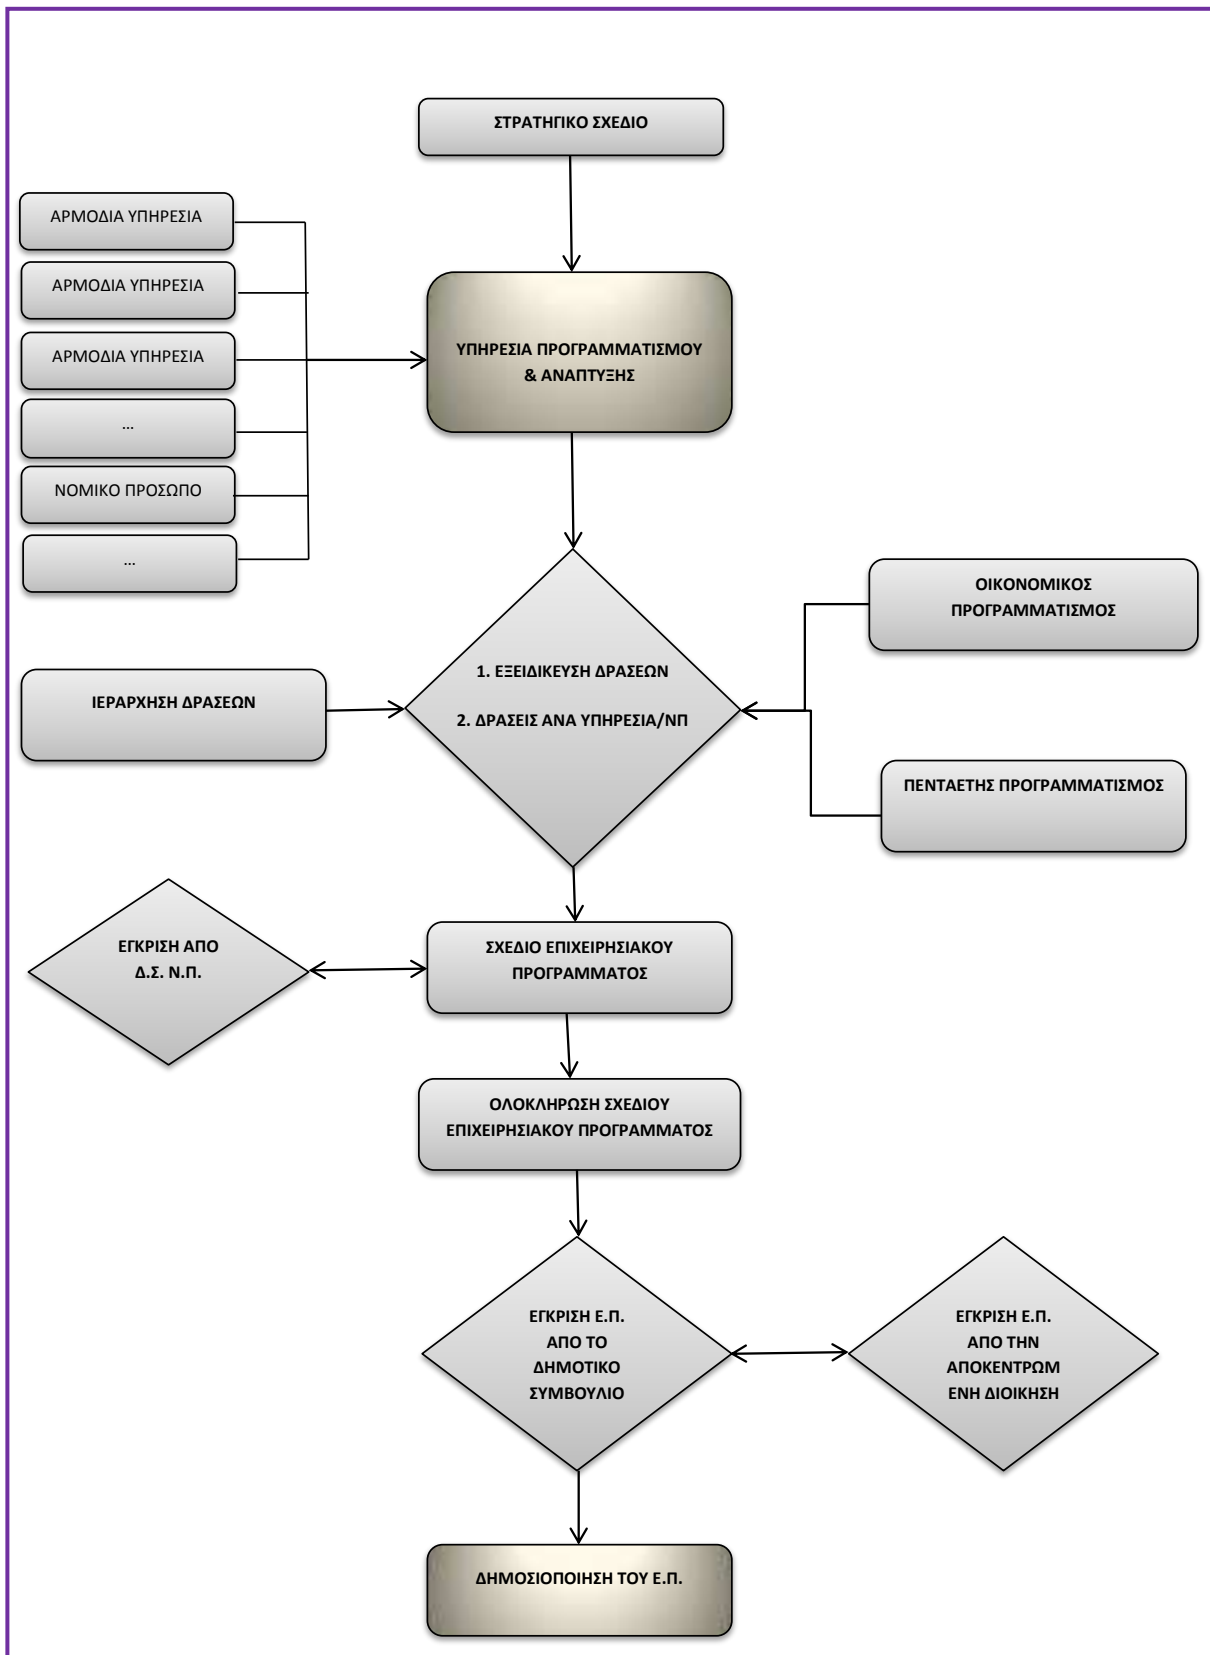 ΣΤΡΑΤΗΓΙΚΟ ΣΧΕΔΙΟ
ΑΡΜΟΔΙΑ ΥΠΗΡΕΣΙΑ
ΑΡΜΟΔΙΑ ΥΠΗΡΕΣΙΑ
ΑΡΜΟΔΙΑ ΥΠΗΡΕΣΙΑ
...
ΝΟΜΙΚΟ ΠΡΟΣΩΠΟ
...
ΥΠΗΡΕΣΙΑ ΠΡΟΓΡΑΜΜΑΤΙΣΜΟΥ
& ΑΝΑΠΤΥΞΗΣ
ΟΙΚΟΝΟΜΙΚΟΣ
ΠΡΟΓΡΑΜΜΑΤΙΣΜΟΣ
ΙΕΡΑΡΧΗΣΗ ΔΡΑΣΕΩΝ
1. ΕΞΕΙΔΙΚΕΥΣΗ ΔΡΑΣΕΩΝ
2. ΔΡΑΣΕΙΣ ΑΝΑ ΥΠΗΡΕΣΙΑ/ΝΠ
ΠΕΝΤΑΕΤΗΣ ΠΡΟΓΡΑΜΜΑΤΙΣΜΟΣ
ΕΓΚΡΙΣΗ ΑΠΟ
Δ.Σ. Ν.Π.
ΣΧΕΔΙΟ ΕΠΙΧΕΙΡΗΣΙΑΚΟΥ
ΠΡΟΓΡΑΜΜΑΤΟΣ
ΟΛΟΚΛΗΡΩΣΗ ΣΧΕΔΙΟΥ
ΕΠΙΧΕΙΡΗΣΙΑΚΟΥ ΠΡΟΓΡΑΜΜΑΤΟΣ
ΕΓΚΡΙΣΗ Ε.Π.
ΑΠΟ ΤΟ
ΔΗΜΟΤΙΚΟ
ΣΥΜΒΟΥΛΙΟ
ΕΓΚΡΙΣΗ Ε.Π.
ΑΠΟ ΤΗΝ
ΑΠΟΚΕΝΤΡΩΜ
ΕΝΗ ΔΙΟΙΚΗΣΗ
ΔΗΜΟΣΙΟΠΟΙΗΣΗ ΤΟΥ Ε.Π.